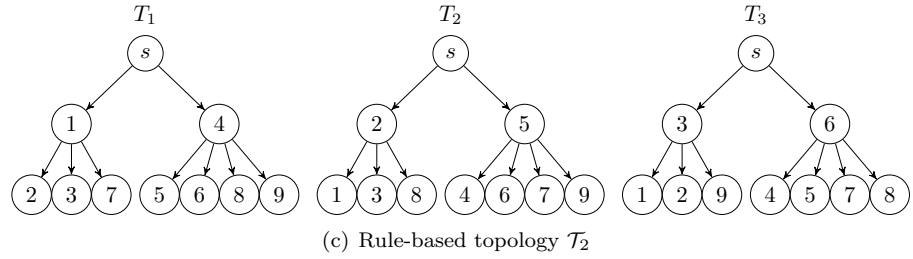 T1 T2 T3
s s s
1 4 2 5 3 6
2 3 7 5 6 8 9 1 3 8 4 6 7 9 1 2 9 4 5 7 8
(c) Rule-based topology 𝒯2